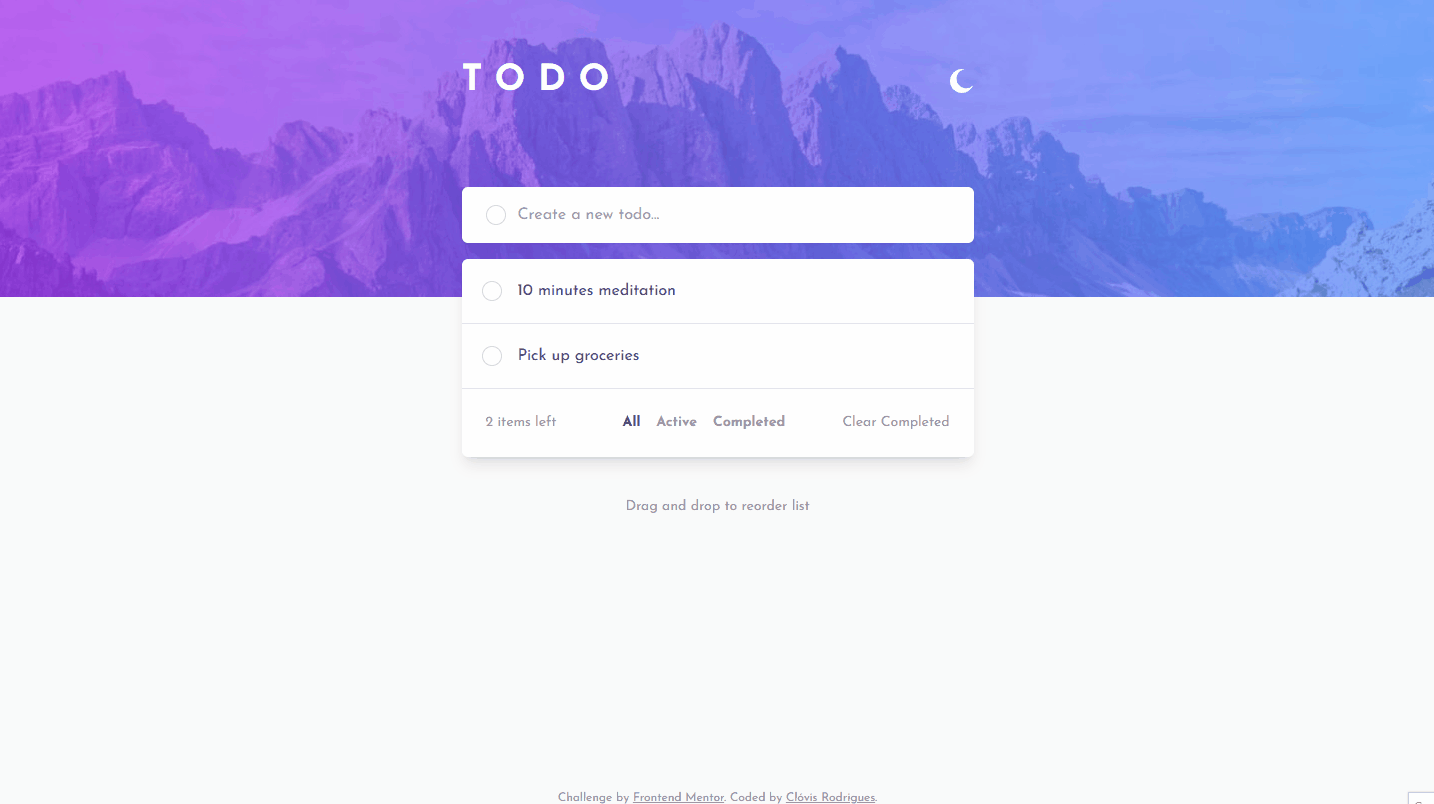 TODO
Create a new todo...
10 minutes meditation
Pick up groceries
2 items left All Active Completed Clear Completed
Drag and drop to reorder list
Challenge by Frontend Mentor. Coded by Clóvis Rodrigues.